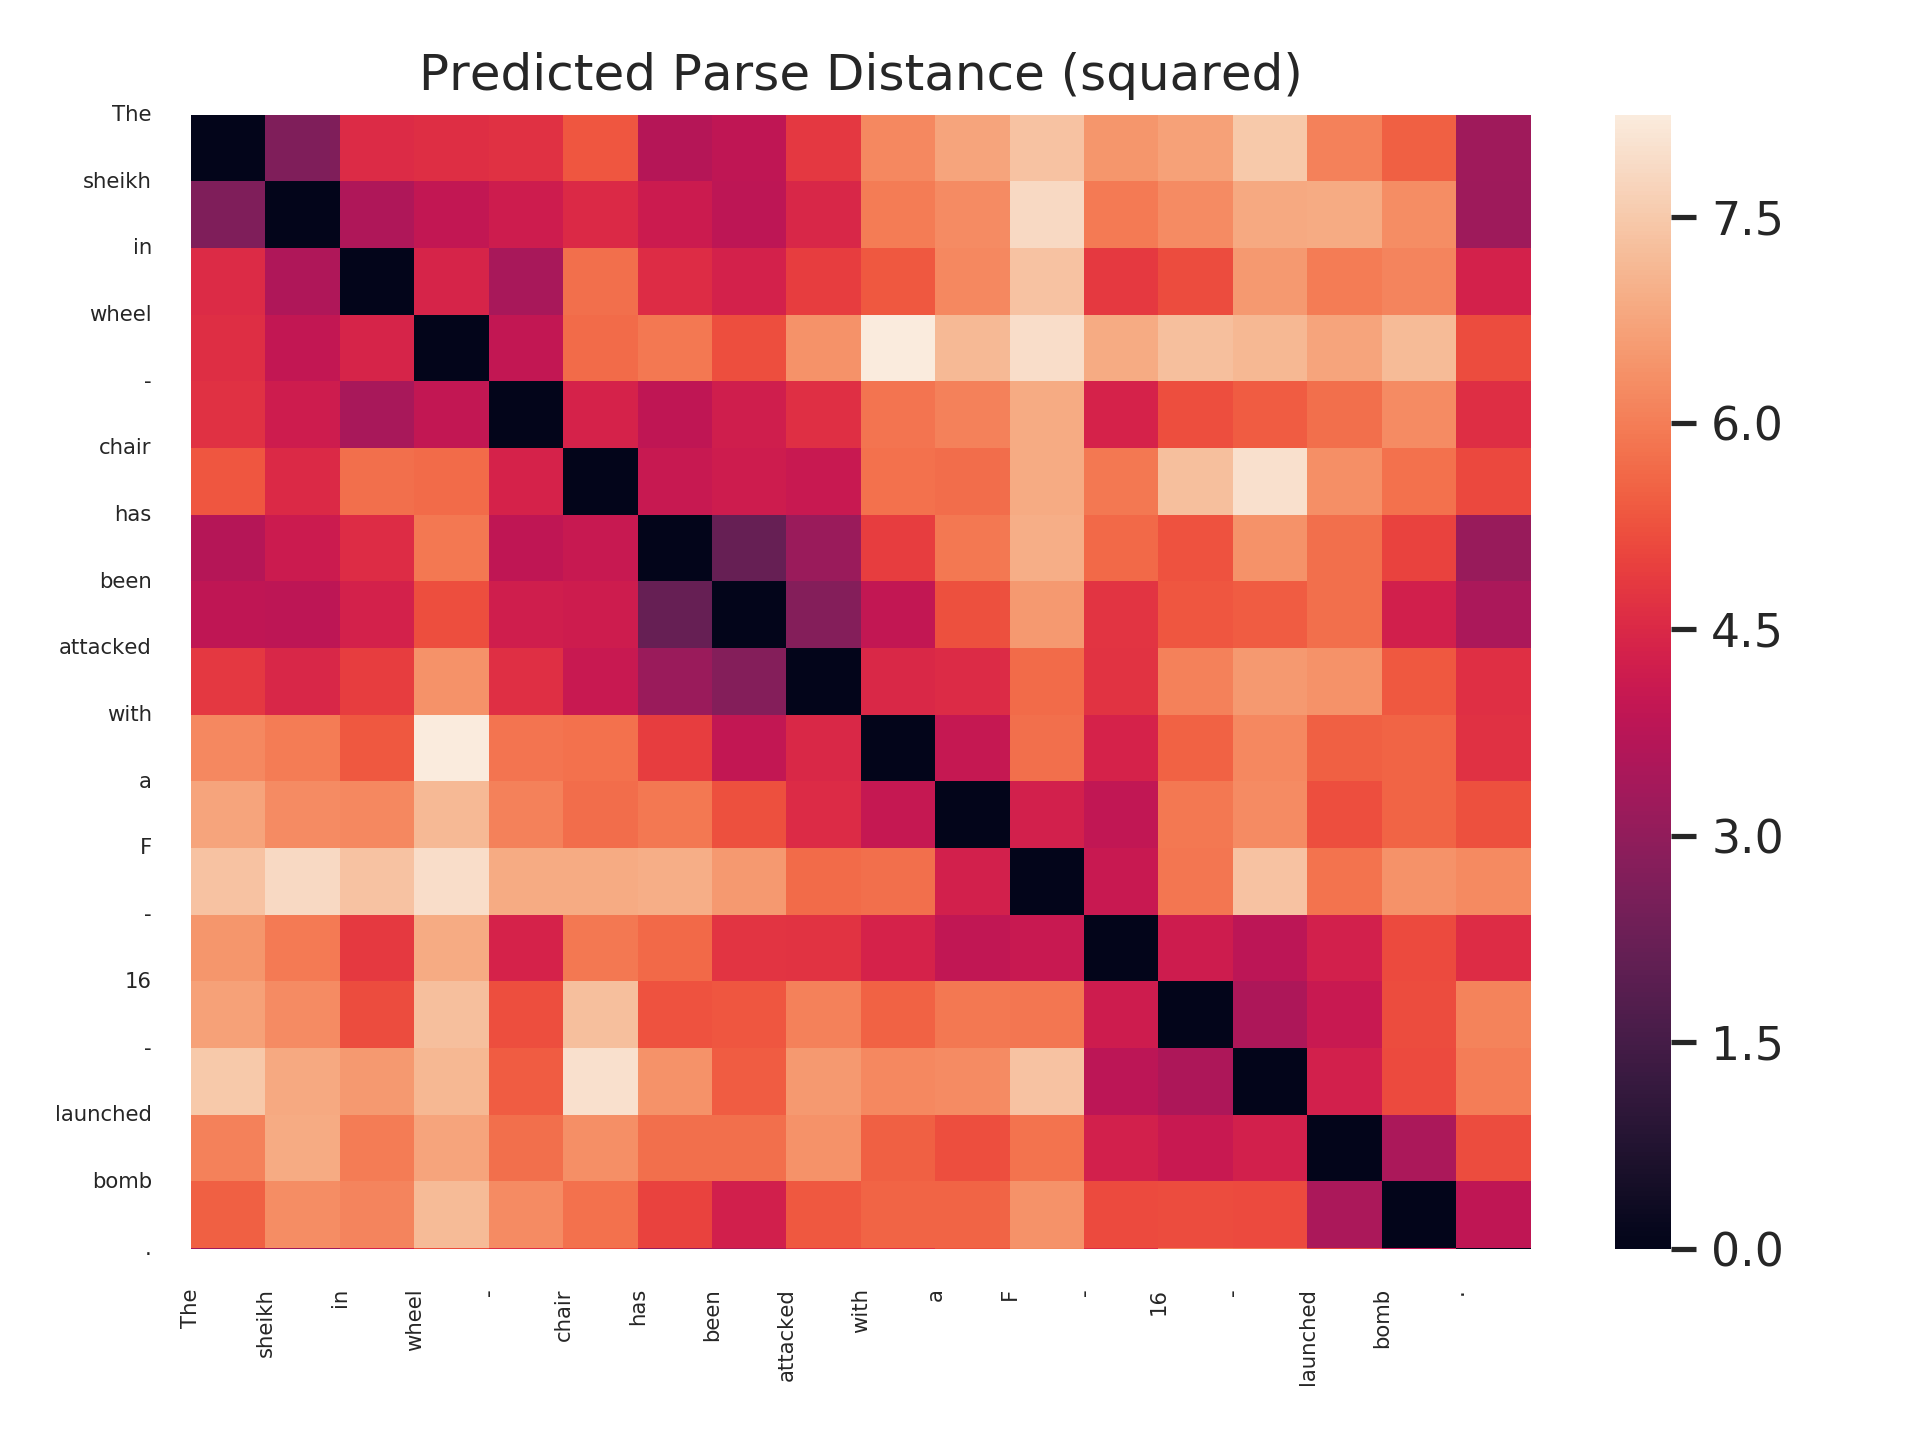 Predicted Parse Distance (squared)
The
sheikh
in
wheel
-
chair
has
been
attacked
with
a
F
-
16
-
launched
bomb
.
The
sheikh
in
wheel
-
chair
has
been
attacked
with
a
F
-
16
-
launched
bomb
.
7.5
6.0
4.5
3.0
1.5
0.0